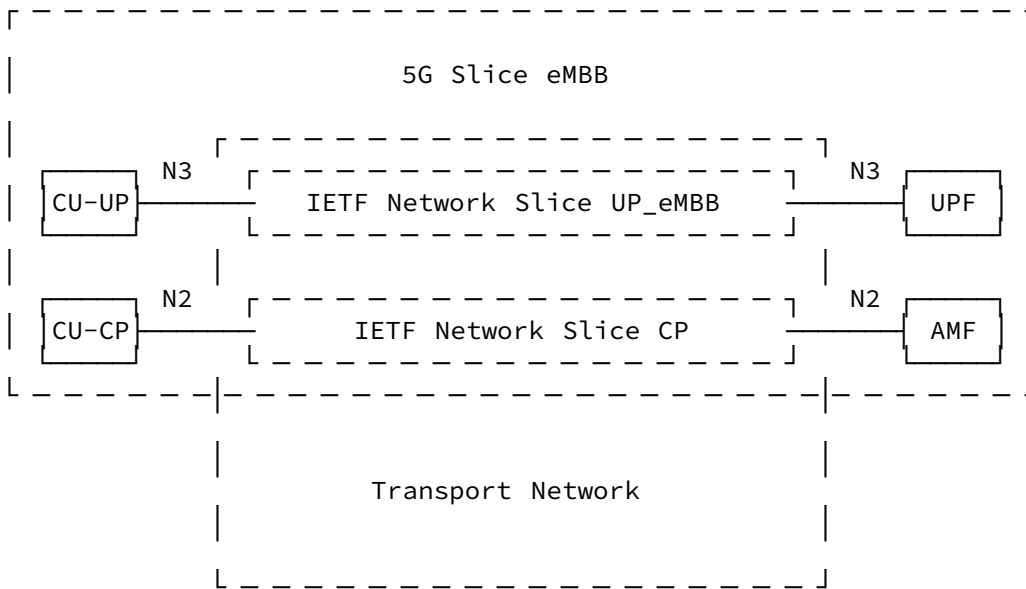 5G Slice eMBB
N3 N3
CU-UP IETF Network Slice UP_eMBB UPF
N2 N2
CU-CP IETF Network Slice CP AMF
Transport Network